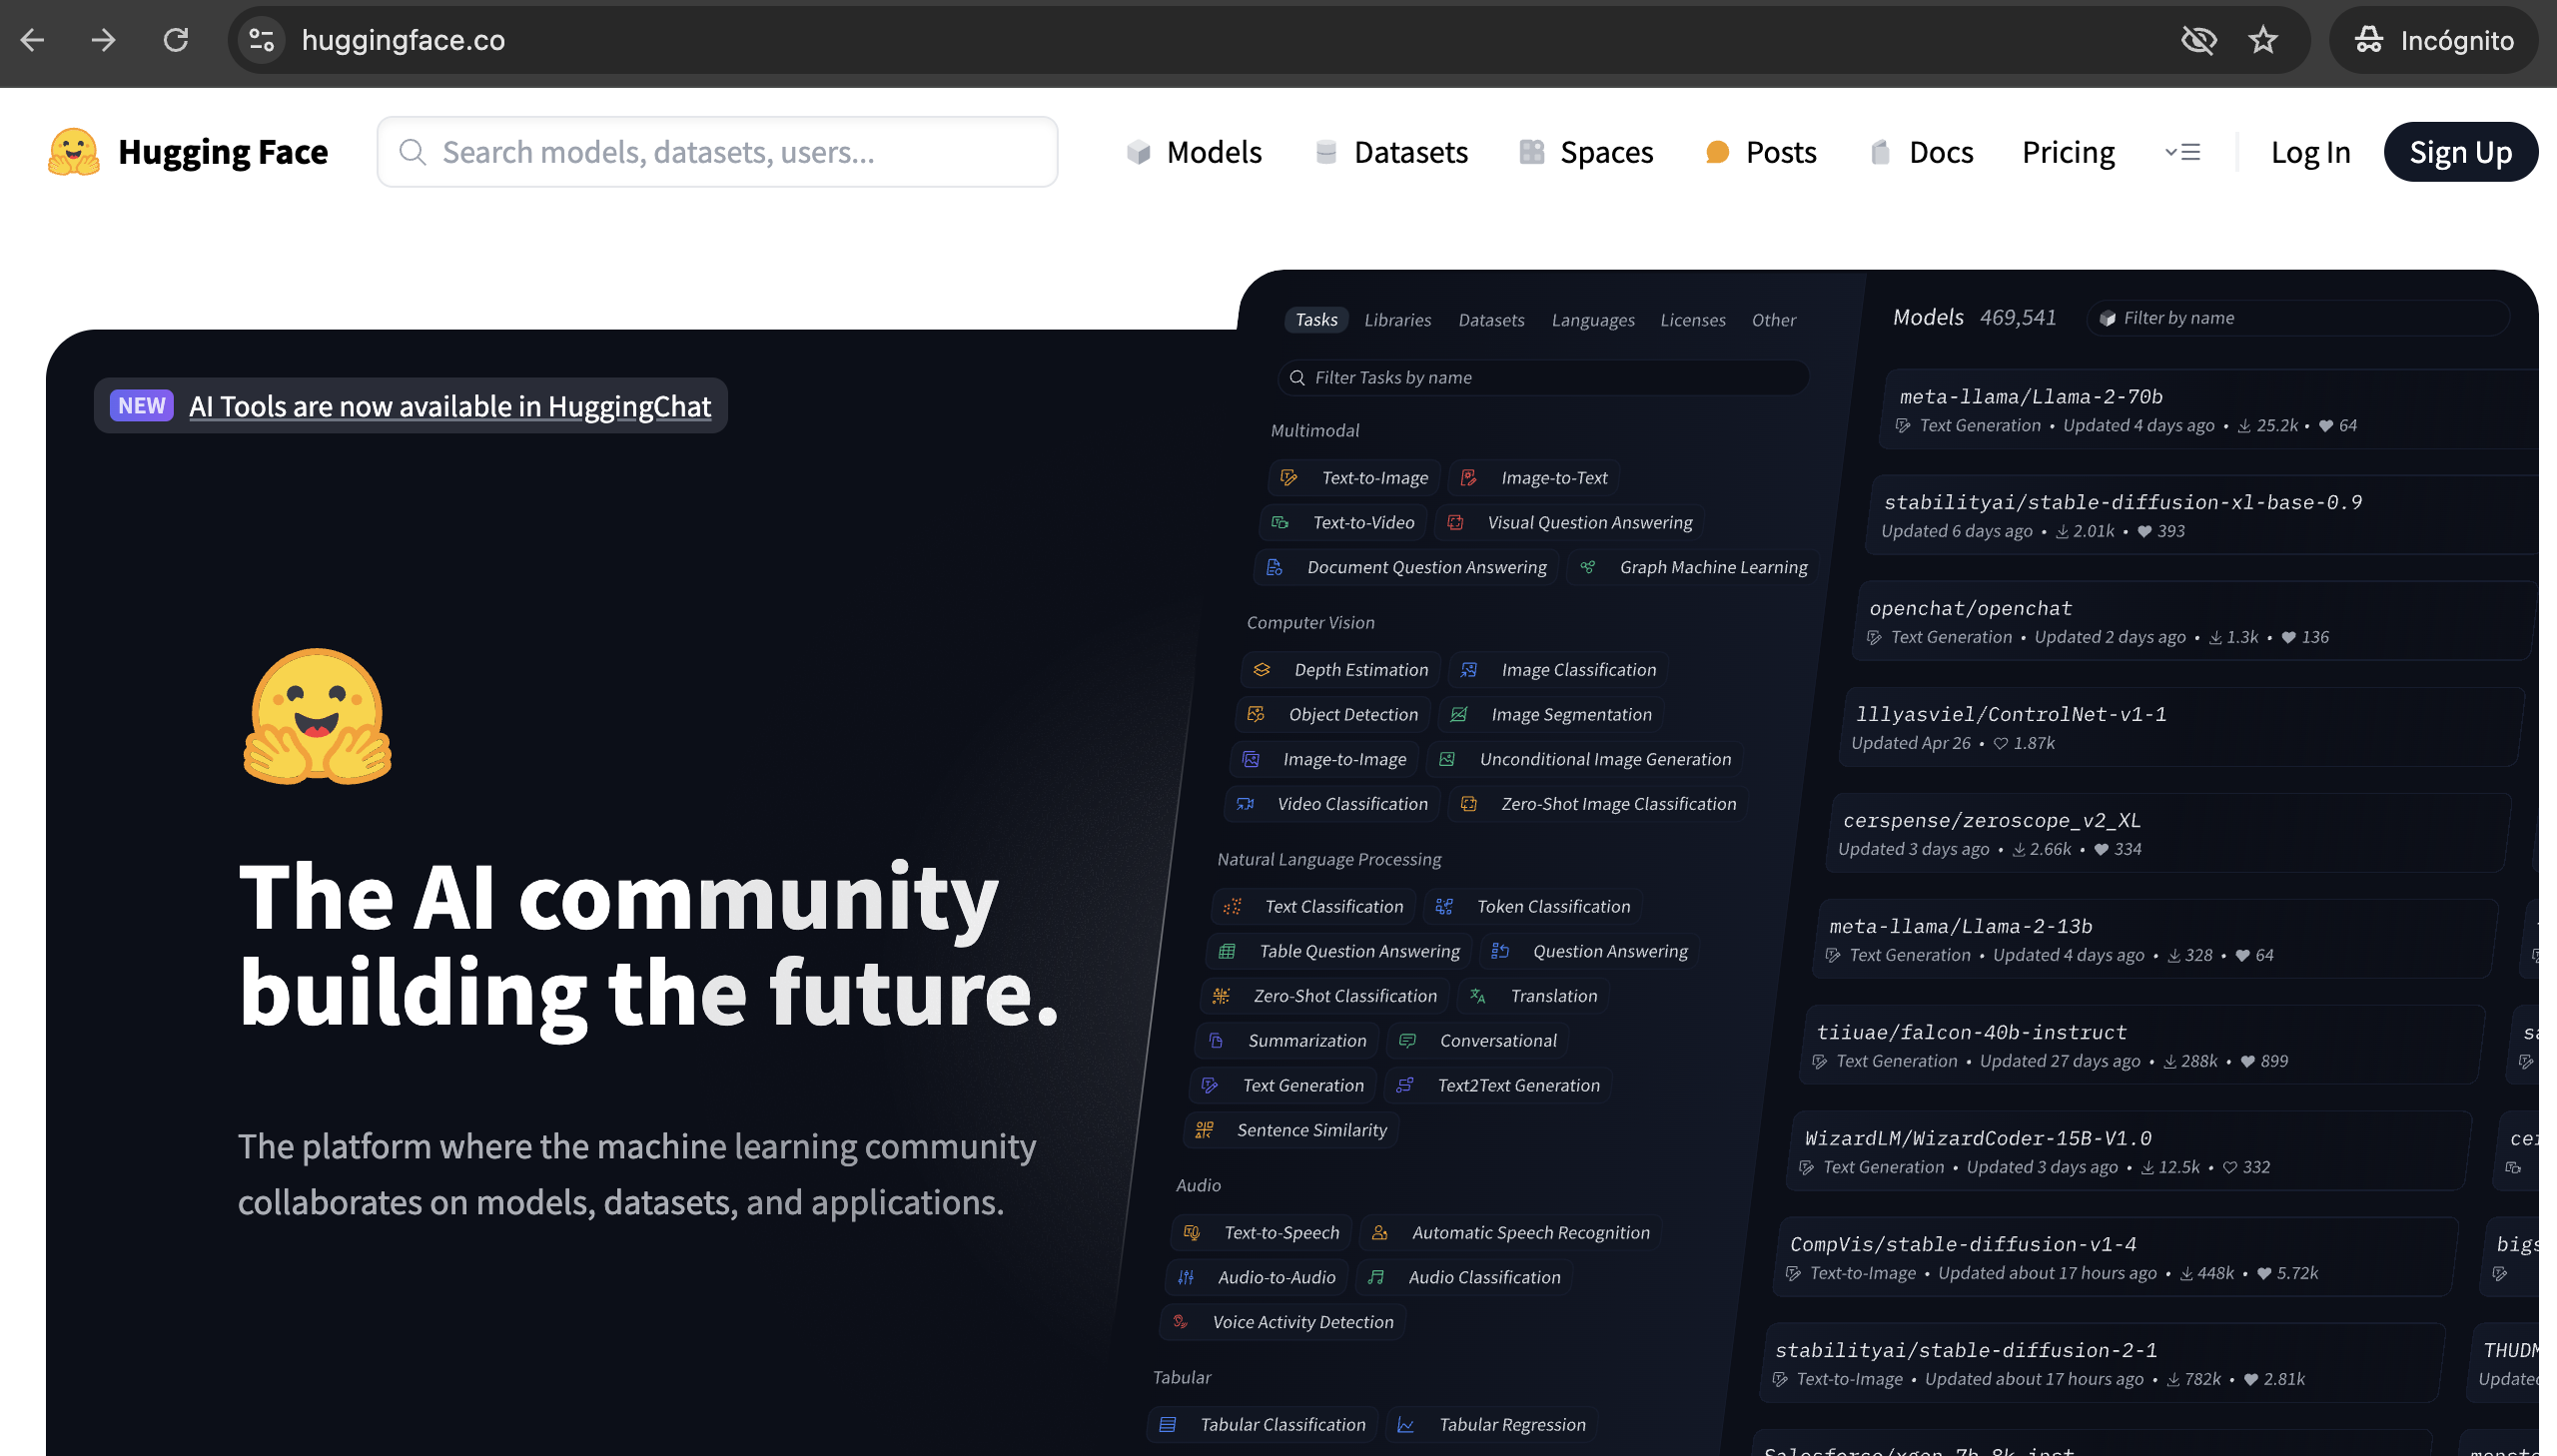 huggingface.co
Incógnito
Hugging Face
Search models, datasets, users...
Models
Datasets
Spaces
Posts
Docs
Pricing
Log In
Sign Up
NEW AI Tools are now available in HuggingChat
The AI community
building the future.
The platform where the machine learning community
collaborates on models, datasets, and applications.
Tasks Libraries Datasets Languages Licenses Other
Filter Tasks by name
Multimodal
Text-to-Image Image-to-Text
Text-to-Video Visual Question Answering
Document Question Answering Graph Machine Learning
Computer Vision
Depth Estimation Image Classification
Object Detection Image Segmentation
Image-to-Image Unconditional Image Generation
Video Classification Zero-Shot Image Classification
Natural Language Processing
Text Classification Token Classification
Table Question Answering Question Answering
Zero-Shot Classification Translation
Summarization Conversational
Text Generation Text2Text Generation
Sentence Similarity
Audio
Text-to-Speech Automatic Speech Recognition
Audio-to-Audio Audio Classification
Voice Activity Detection
Tabular
Tabular Classification Tabular Regression
Models 469,541 Filter by name
meta-llama/Llama-2-70b
Text Generation • Updated 4 days ago • 25.2k • 64
stabilityai/stable-diffusion-xl-base-0.9
Updated 6 days ago • 2.01k • 393
openchat/openchat
Text Generation • Updated 2 days ago • 1.3k • 136
lllyasviel/ControlNet-v1-1
Updated Apr 26 • 1.87k
cerspense/zeroscope_v2_XL
Updated 3 days ago • 2.66k • 334
meta-llama/Llama-2-13b
Text Generation • Updated 4 days ago • 328 • 64
tiiuae/falcon-40b-instruct
Text Generation • Updated 27 days ago • 288k • 899
WizardLM/WizardCoder-15B-V1.0
Text Generation • Updated 3 days ago • 12.5k • 332
CompVis/stable-diffusion-v1-4
Text-to-Image • Updated about 17 hours ago • 448k • 5.72k
stabilityai/stable-diffusion-2-1
Text-to-Image • Updated about 17 hours ago • 782k • 2.81k